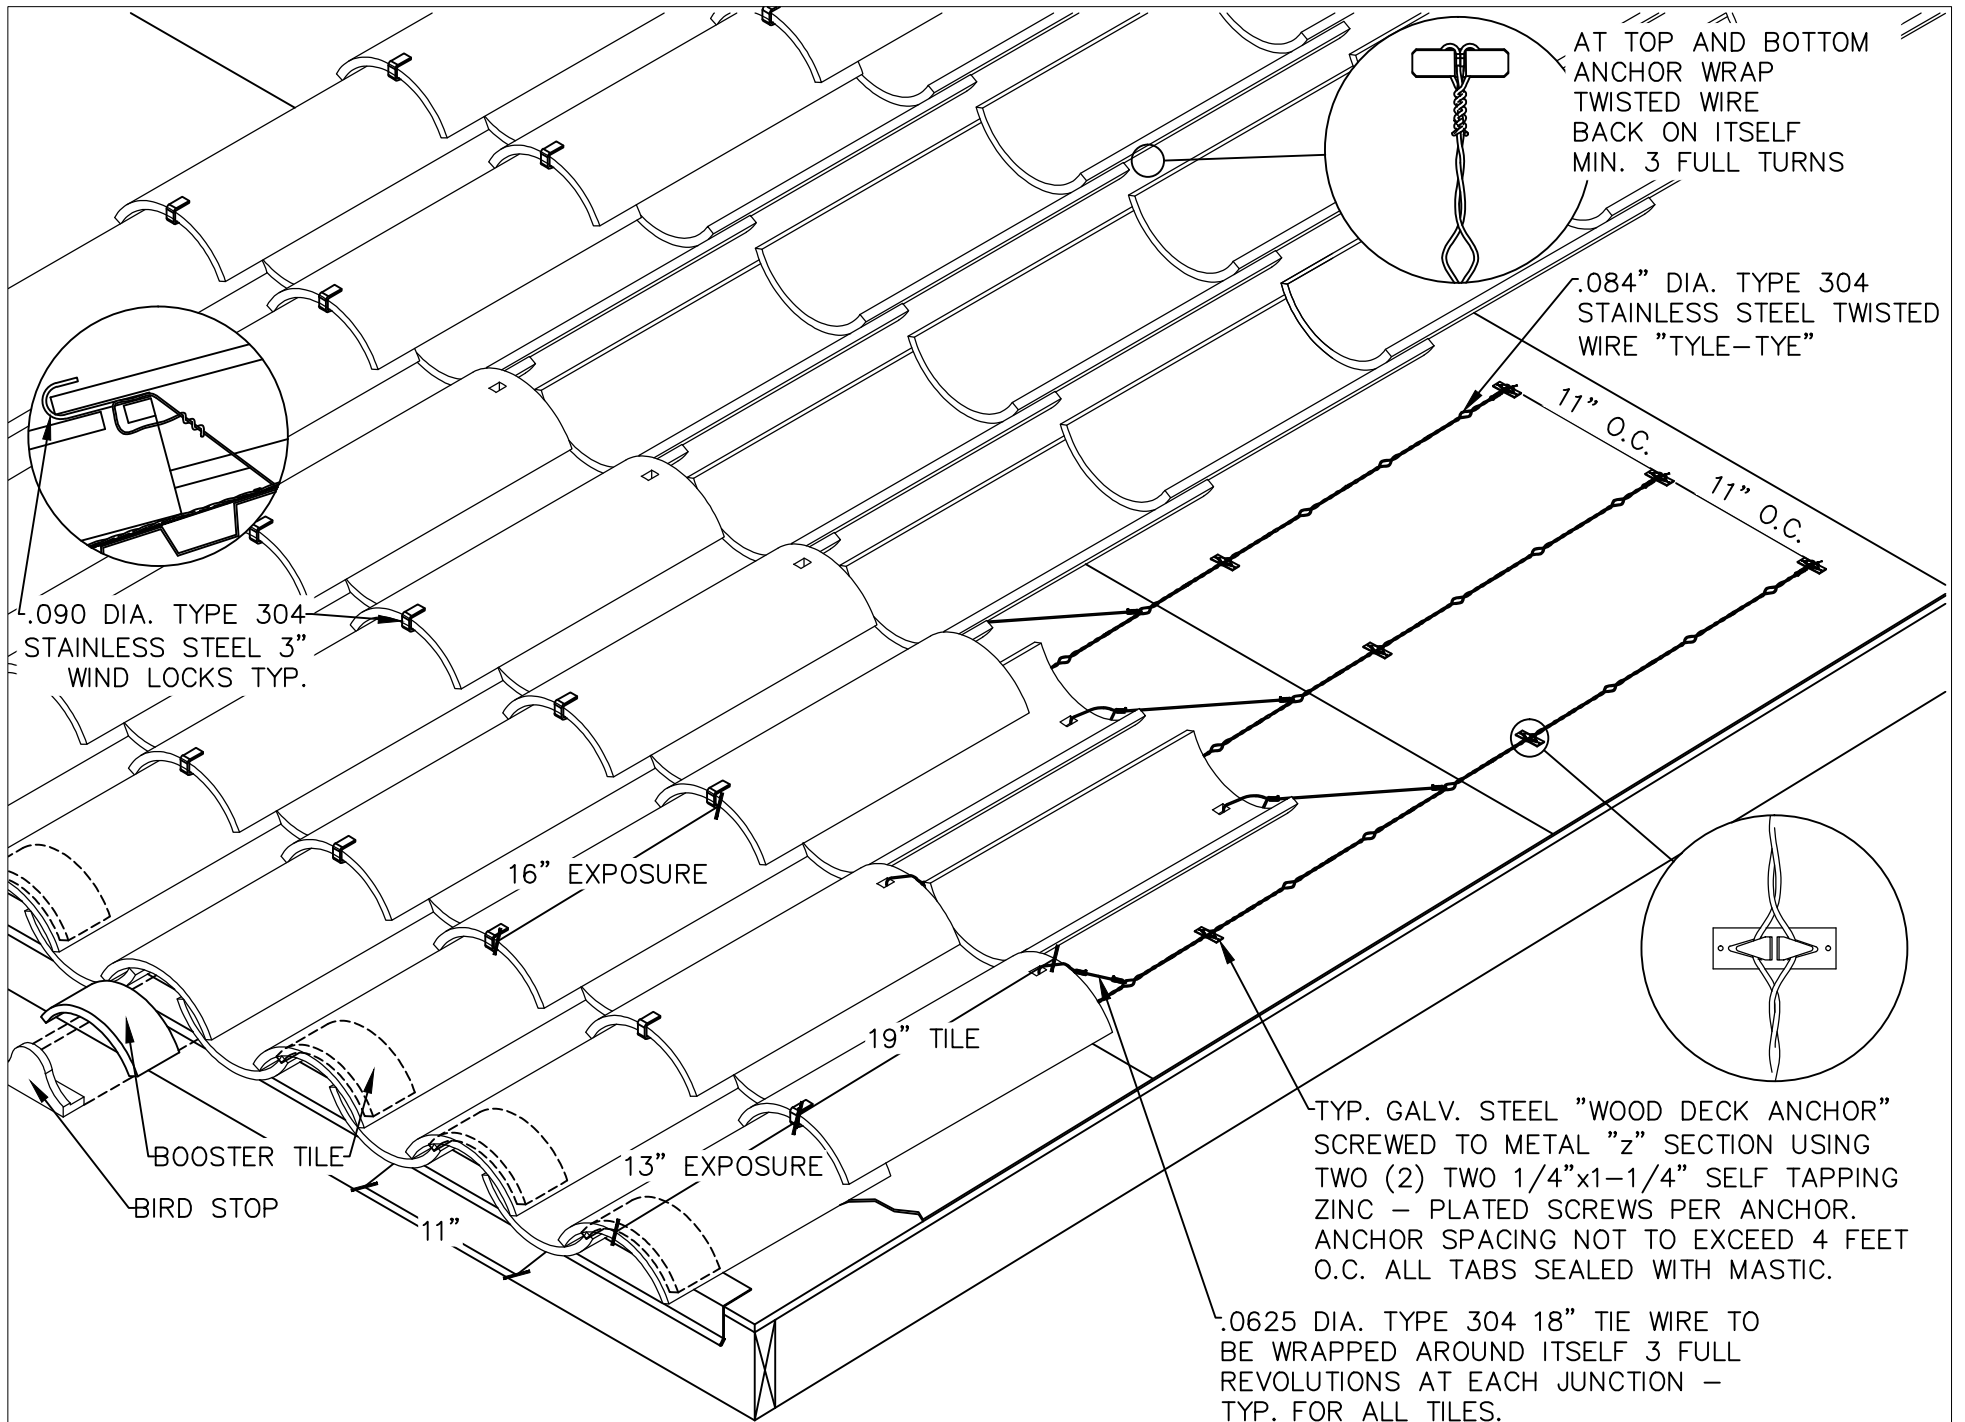 AT TOP AND BOTTOM
ANCHOR WRAP
TWISTED WIRE
BACK ON ITSELF
MIN. 3 FULL TURNS
.084” DIA. TYPE 304
STAINLESS STEEL TWISTED
WIRE ”TYLE–TYE”
11” O.C.
11” O.C.
.090 DIA. TYPE 304
STAINLESS STEEL 3”
WIND LOCKS TYP.
16” EXPOSURE
19” TILE
13” EXPOSURE
BOOSTER TILE
BIRD STOP
11”
TYP. GALV. STEEL ”WOOD DECK ANCHOR”
SCREWED TO METAL ”z” SECTION USING
TWO (2) TWO 1/4”x1–1/4” SELF TAPPING
ZINC – PLATED SCREWS PER ANCHOR.
ANCHOR SPACING NOT TO EXCEED 4 FEET
O.C. ALL TABS SEALED WITH MASTIC.
.0625 DIA. TYPE 304 18” TIE WIRE TO
BE WRAPPED AROUND ITSELF 3 FULL
REVOLUTIONS AT EACH JUNCTION –
TYP. FOR ALL TILES.